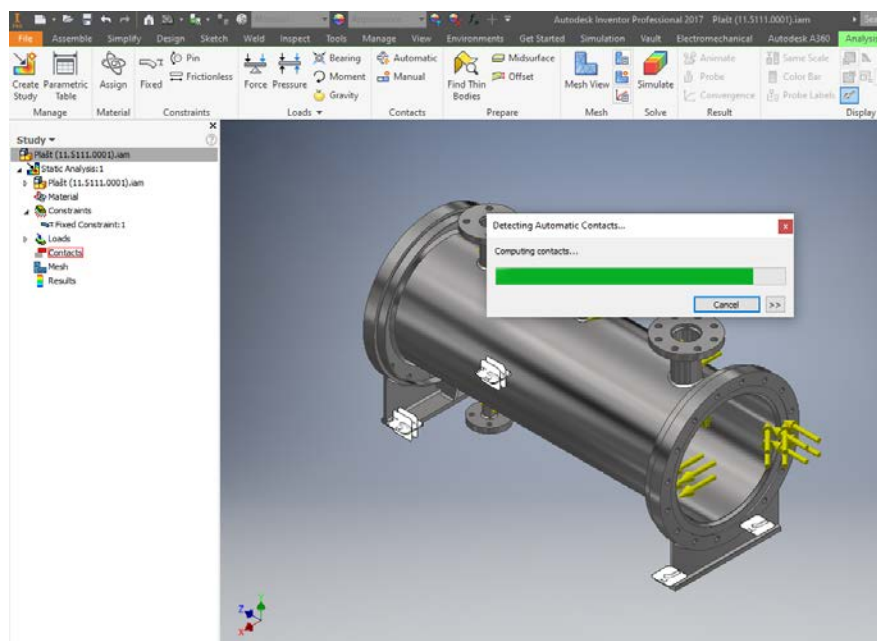 Autodesk Inventor Professional 2017 Plašt (11.5111.0001).iam
File Assemble Simplify Design Sketch Weld Inspect Tools Manage View Environments Get Started Simulation Vault Electromechanical Autodesk A360 Analysis
Create Study
Parametric Table
Assign
Fixed
Pin
Frictionless
Force
Pressure
Bearing
Moment
Gravity
Automatic
Manual
Find Thin Bodies
Midsurface
Offset
Mesh View
Simulate
Animate
Probe
Convergence
Same Scale
Color Bar
Probe Labels
Manage Material Constraints Loads Contacts Prepare Mesh Solve Result Display
Study
Plašt (11.5111.0001).iam
Static Analysis:1
Plašt (11.5111.0001).iam
Material
Constraints
Fixed Constraint:1
Loads
Contacts
Mesh
Results
Detecting Automatic Contacts...
Computing contacts...
Cancel >>
Z Y X